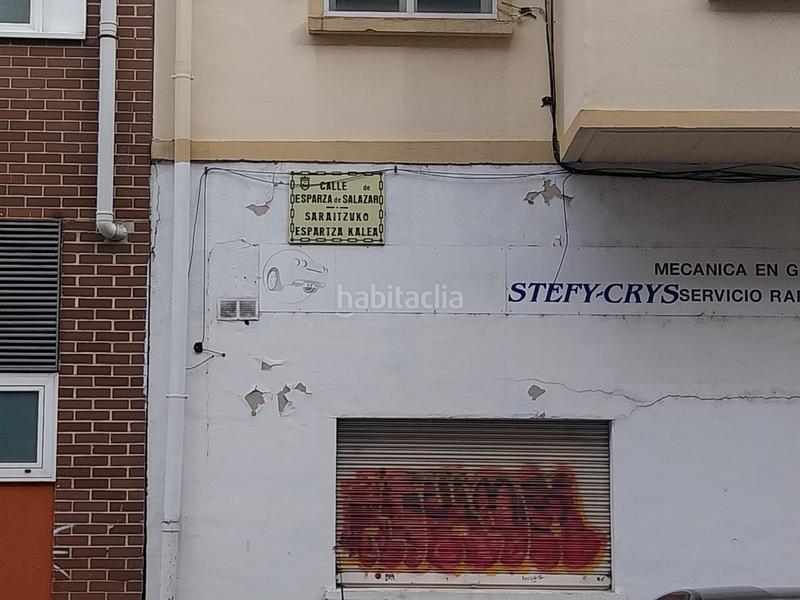 CALLE de
ESPARZA de SALAZAR
SARAITZUKO
ESPARTZA KALEA
habitaclia
MECANICA EN G
STEFY-CRYS SERVICIO RA